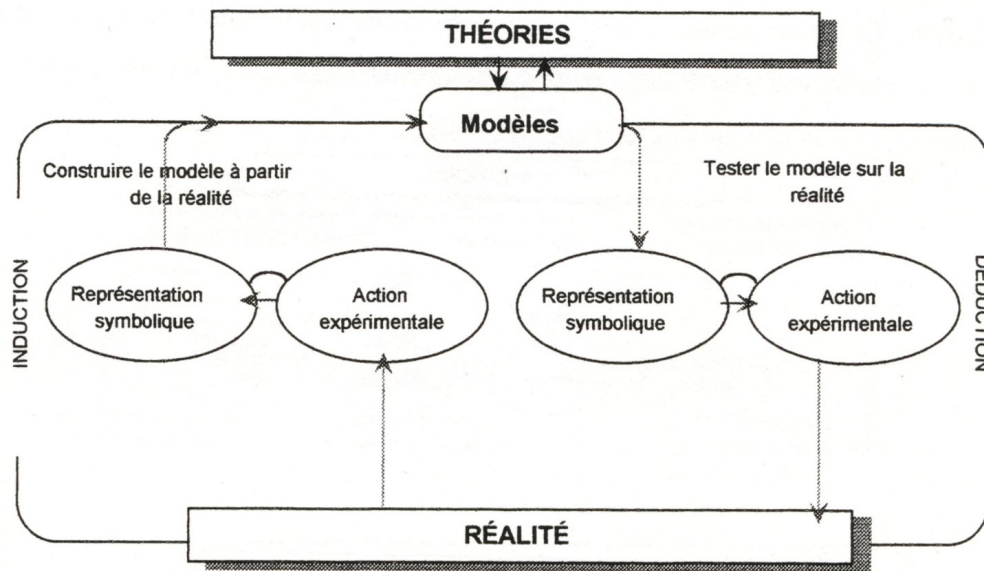 THÉORIES
Modèles
Construire le modèle à partir
de la réalité
Tester le modèle sur la
réalité
INDUCTION
Représentation
symbolique
Action
expérimentale
Représentation
symbolique
Action
expérimentale
DEDUCTION
RÉALITÉ